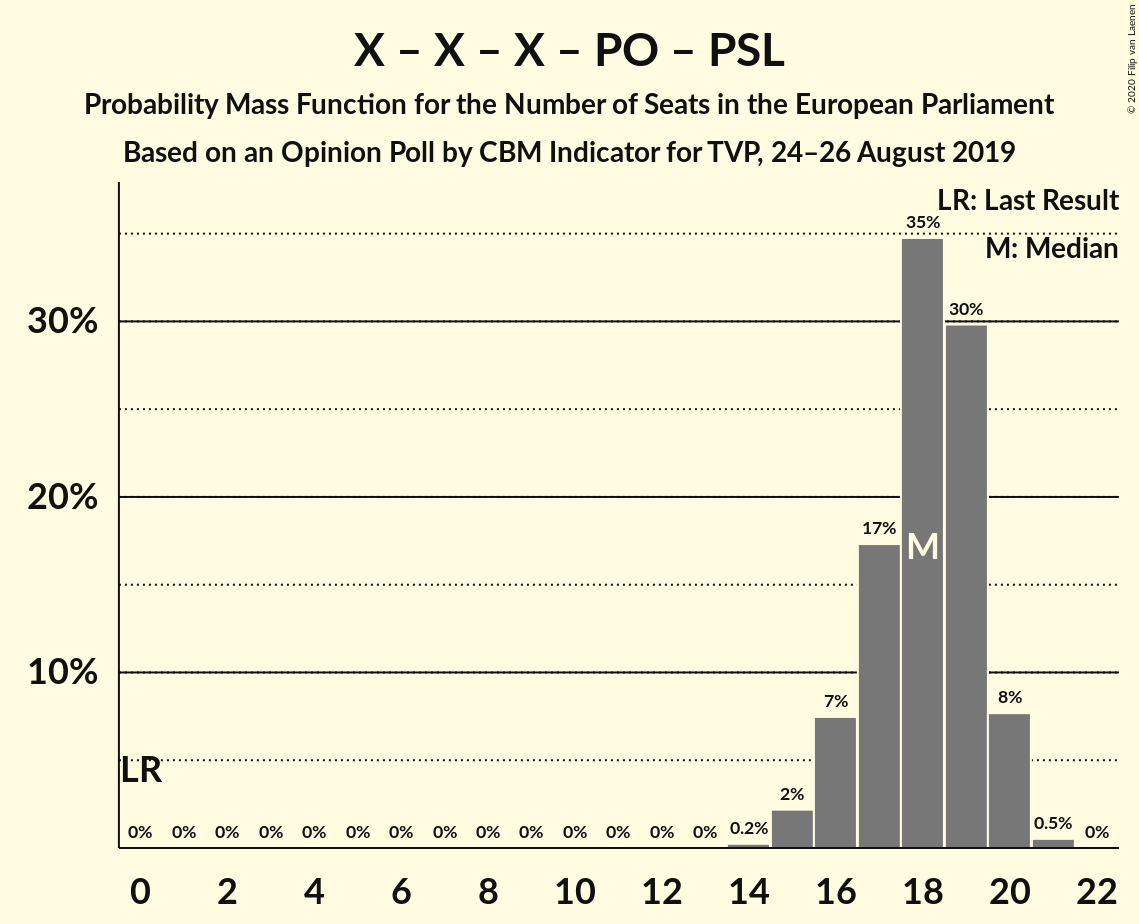 X – X – X – PO – PSL
Probability Mass Function for the Number of Seats in the European Parliament
Based on an Opinion Poll by CBM Indicator for TVP, 24–26 August 2019
© 2020 Filip van Laenen
LR: Last Result
M: Median
35%
30%
30%
20%
17%
M
10%
7%
8%
LR
2%
0% 0% 0% 0% 0% 0% 0% 0% 0% 0% 0% 0% 0% 0% 0.2% 0.5% 0%
0 2 4 6 8 10 12 14 16 18 20 22